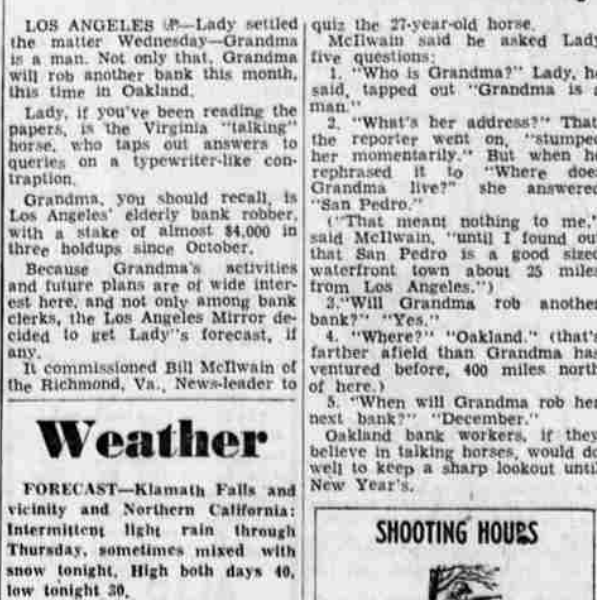 LOS ANGELES (AP—Lady settled
the matter Wednesday—Grandma
is a man. Not only that, Grandma
will rob another bank this month,
this time in Oakland.
Lady, if you've been reading the
papers, is the Virginia "talking"
horse, who taps out answers to
queries on a typewriter-like con-
traption.
Grandma, you should recall, is
Los Angeles' elderly bank robber,
with a stake of almost $4,000 in
three holdups since October.
Because Grandma's activities
and future plans are of wide inter-
est here, and not only among bank
clerks, the Los Angeles Mirror de-
cided to get Lady"s forecast, if
any.
It commissioned Bill McIlwain of
the Richmond, Va., News-leader to
Weather
FORECAST—Klamath Falls and
vicinity and Northern California:
Intermittent light rain through
Thursday, sometimes mixed with
snow tonight. High both days 40,
low tonight 30.
quiz the 27-year-old horse.
McIlwain said he asked Lady
five questions:
1. "Who is Grandma?" Lady, he
said, tapped out "Grandma is a
man."
2. "What's her address?" That,
the reporter went on, "stumped
her momentarily." But when he
rephrased it to "Where does
Grandma live?" she answered
"San Pedro."
("That meant nothing to me,"
said McIlwain, "until I found out
that San Pedro is a good sized
waterfront town about 25 miles
from Los Angeles.")
3."Will Grandma rob another
bank?" "Yes."
4. "Where?" "Oakland." (that's
farther afield than Grandma has
ventured before, 400 miles north
of here.)
5. "When will Grandma rob her
next bank?" "December."
Oakland bank workers, if they
believe in talking horses, would do
well to keep a sharp lookout until
New Year's.
SHOOTING HOURS